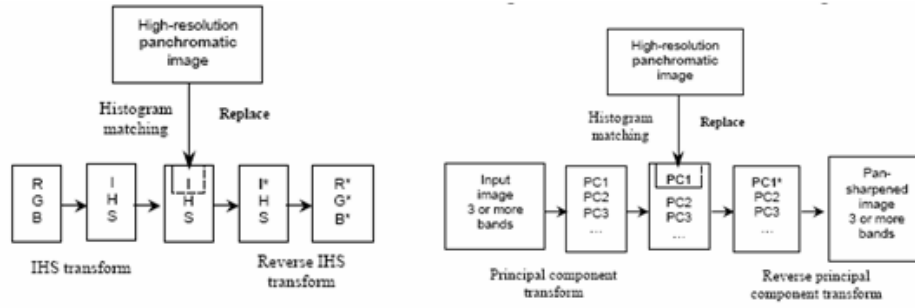 High-resolution
panchromatic
image
Histogram
matching
Replace
R
G
B
I
H
S
I
H
S
I*
H
S
R*
G*
B*
IHS transform
Reverse IHS
transform
High-resolution
panchromatic
image
Histogram
matching
Replace
Input
image
3 or more
bands
PC1
PC2
PC3
...
PC1
PC2
PC3
...
PC1*
PC2
PC3
...
Pan-
sharpened
image
3 or more
bands
Principal component
transform
Reverse principal
component transform